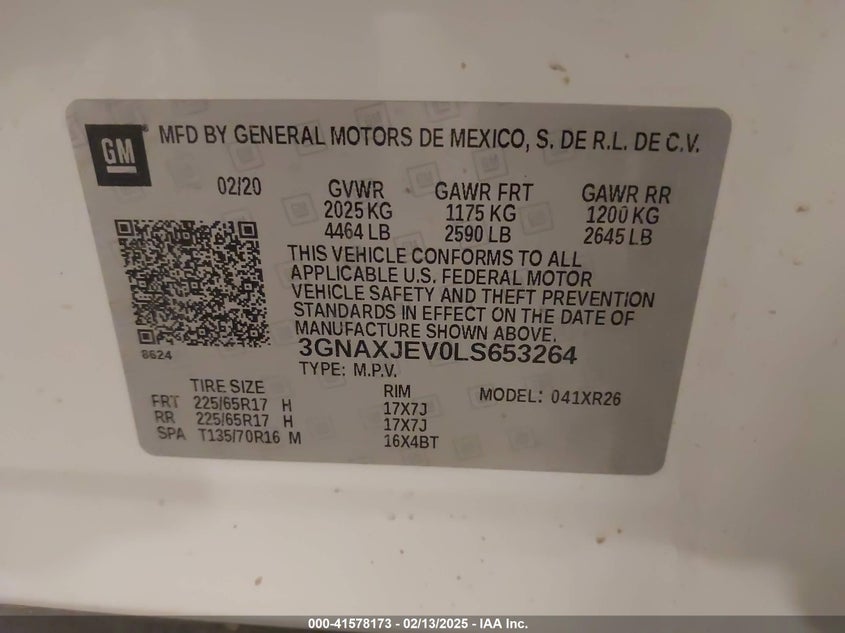 GM
MFD BY GENERAL MOTORS DE MEXICO, S. DE R.L. DE C.V.
02/20 GVWR GAWR FRT GAWR RR
2025 KG 1175 KG 1200 KG
4464 LB 2590 LB 2645 LB
THIS VEHICLE CONFORMS TO ALL
APPLICABLE U.S. FEDERAL MOTOR
VEHICLE SAFETY AND THEFT PREVENTION
STANDARDS IN EFFECT ON THE DATE OF
MANUFACTURE SHOWN ABOVE.
8624
3GNAXJEV0LS653264
TYPE: M.P.V.
TIRE SIZE RIM MODEL: 041XR26
FRT 225/65R17 H 17X7J
RR 225/65R17 H 17X7J
SPA T135/70R16 M 16X4BT
000-41578173 - 02/13/2025 - IAA Inc.